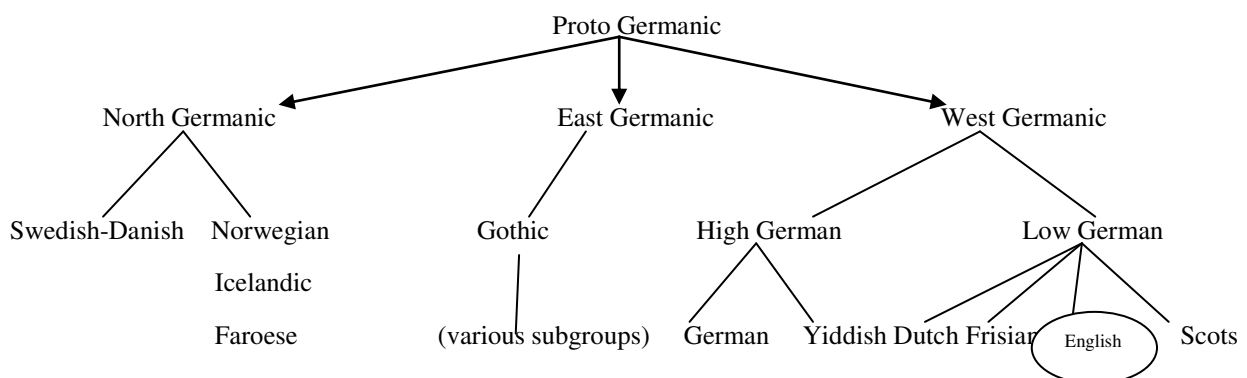 Proto Germanic
North Germanic East Germanic West Germanic
Swedish-Danish Norwegian Gothic High German Low German
Icelandic
Faroese (various subgroups) German Yiddish Dutch Frisian English Scots